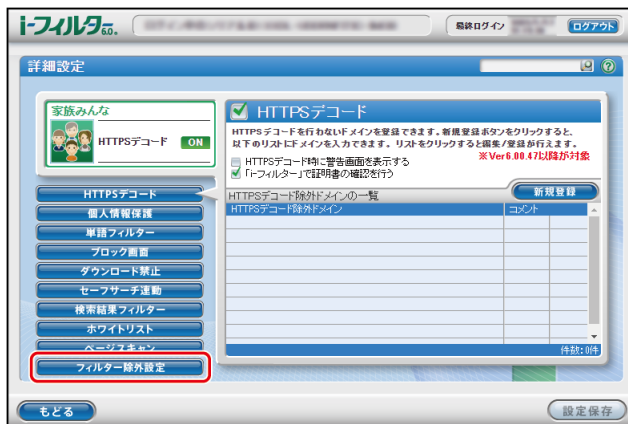 i-フィルター6.0.
最終ログイン
ログアウト
詳細設定
家族みんな
HTTPSデコード
ON
HTTPSデコード
個人情報保護
単語フィルター
ブロック画面
ダウンロード禁止
セーフサーチ連動
検索結果フィルター
ホワイトリスト
ページスキャン
フィルター除外設定
HTTPSデコード
HTTPSデコードを行わないドメインを登録できます。新規登録ボタンをクリックすると、
以下のリストにドメインを入力できます。リストをクリックすると編集/登録が行えます。
※Ver6.00.47以降が対象
HTTPSデコード時に警告画面を表示する
「i-フィルター」で証明書の確認を行う
HTTPSデコード除外ドメインの一覧
新規登録
HTTPSデコード除外ドメイン
コメント
件数:0件
もどる
設定保存